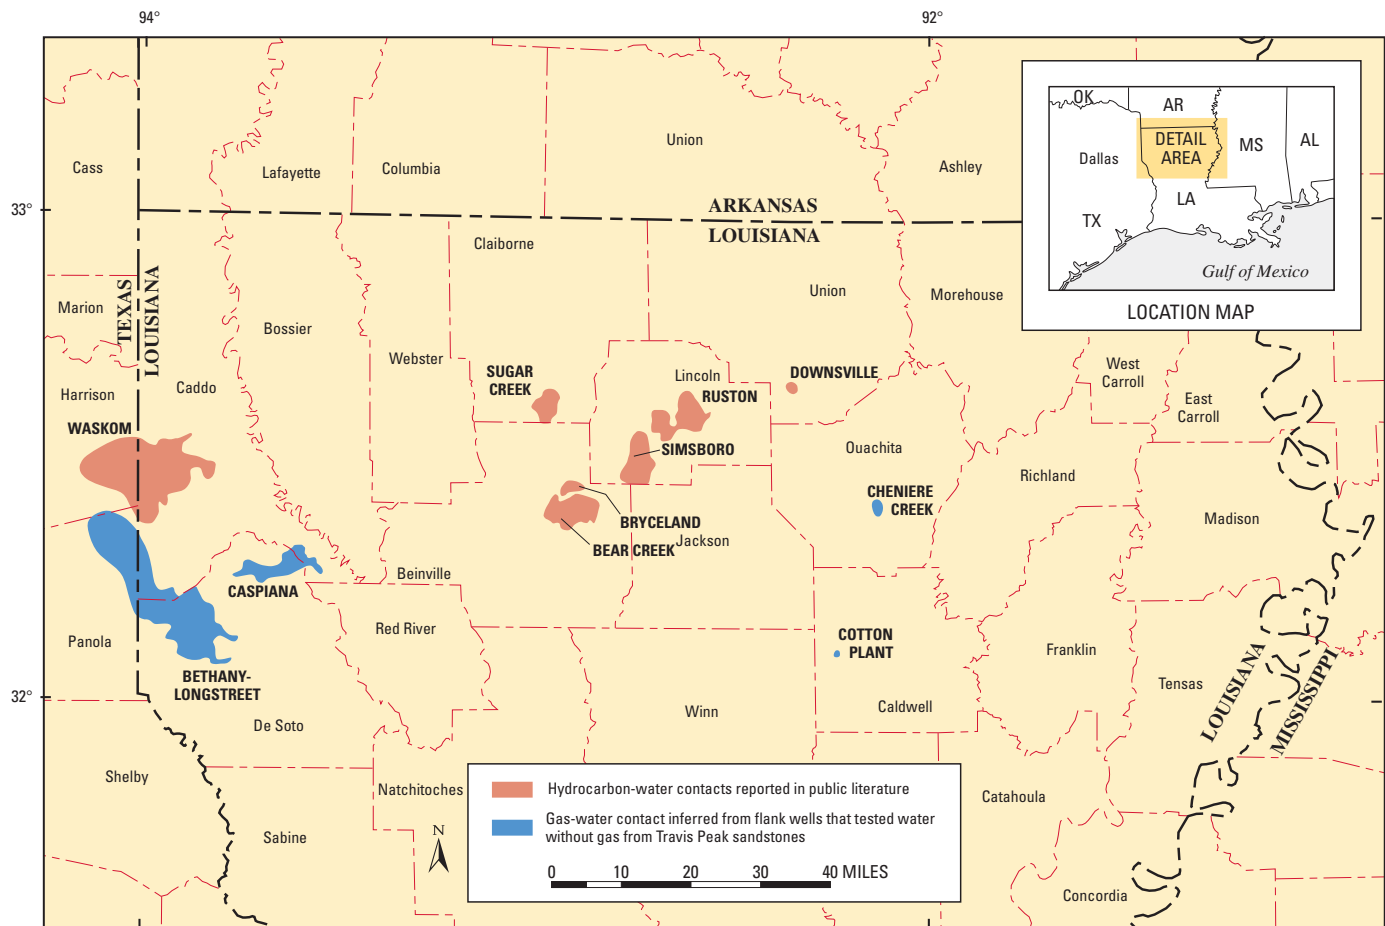 94°
92°
33°
32°
OK
AR
DETAIL
AREA
MS
AL
Dallas
LA
TX
Gulf of Mexico
LOCATION MAP
Cass
Lafayette
Columbia
Union
Ashley
ARKANSAS
LOUISIANA
Claiborne
Marion
TEXAS
LOUISIANA
Bossier
Union
Morehouse
Webster
West
Carroll
East
Carroll
Harrison
Caddo
SUGAR
CREEK
Lincoln
RUSTON
DOWNSVILLE
WASKOM
SIMSBORO
Ouachita
Richland
CHENIERE
CREEK
Madison
BRYCELAND
BEAR CREEK
Jackson
CASPIANA
Beinville
Panola
Red River
COTTON
PLANT
Franklin
Tensas
LOUISIANA
MISSISSIPPI
BETHANY-
LONGSTREET
De Soto
Winn
Caldwell
Shelby
Natchitoches
Catahoula
Sabine
Concordia
Hydrocarbon-water contacts reported in public literature
Gas-water contact inferred from flank wells that tested water
without gas from Travis Peak sandstones
N
0 10 20 30 40 MILES